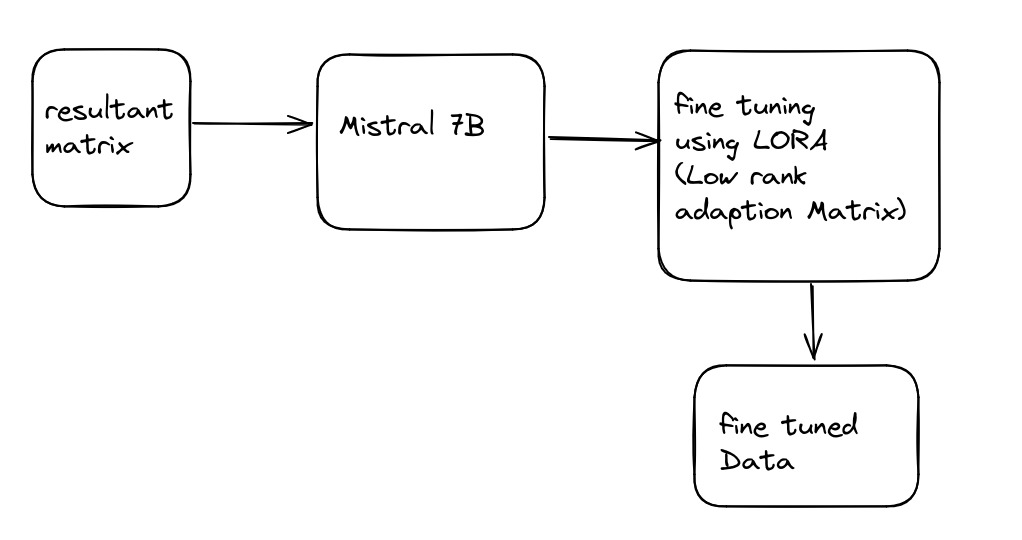 resultant
matrix
Mistral 7B
fine tuning
using LORA
(Low rank
adaption Matrix)
fine tuned
Data